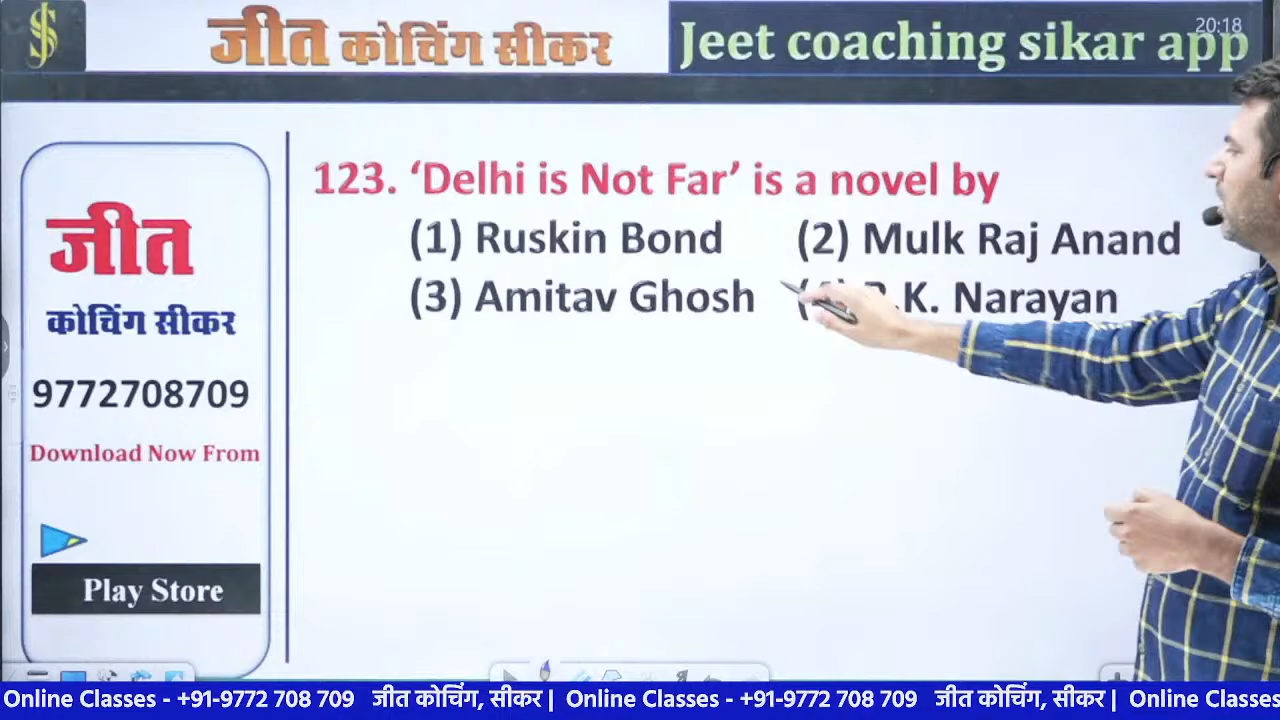 जीत कोचिंग सीकर
Jeet coaching sikar app
20:18
123. ‘Delhi is Not Far’ is a novel by
(1) Ruskin Bond (2) Mulk Raj Anand
(3) Amitav Ghosh .K. Narayan
जीत
कोचिंग सीकर
9772708709
Download Now From
Play Store
Online Classes - +91-9772 708 709 जीत कोचिंग, सीकर | Online Classes - +91-9772 708 709 जीत कोचिंग, सीकर | Online Classes